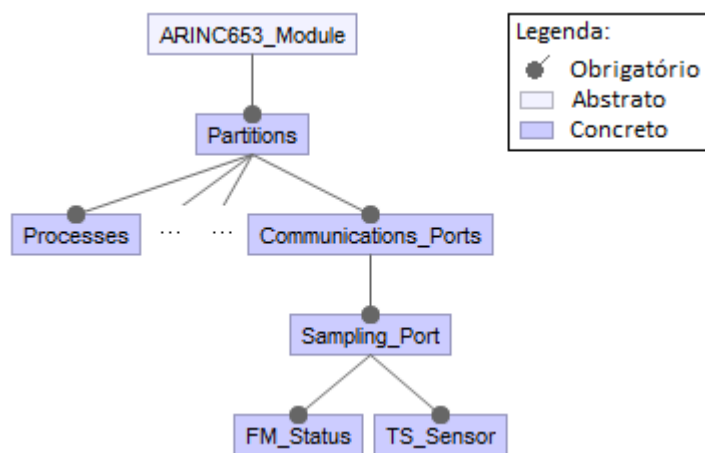 ARINC653_Module
Legenda:
Obrigatório
Abstrato
Concreto
Partitions
Processes
...
...
Communications_Ports
Sampling_Port
FM_Status
TS_Sensor